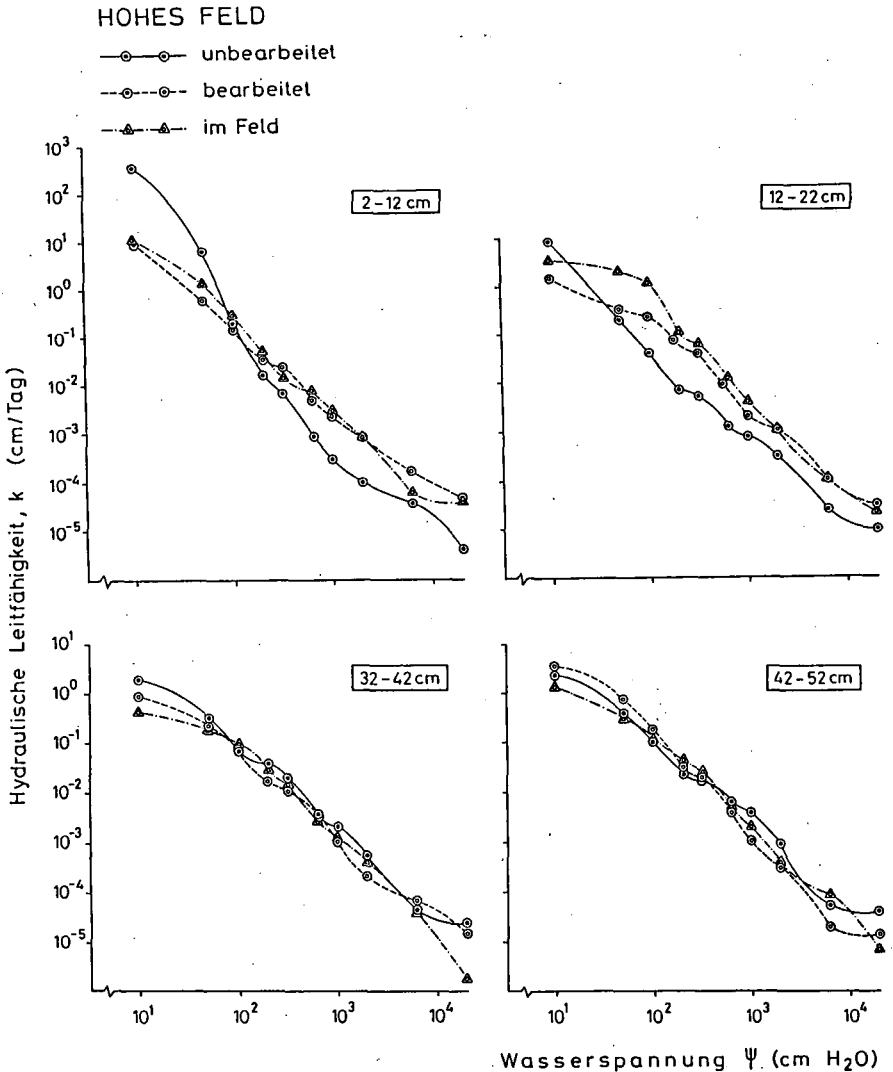 HOHES FELD
unbearbeitet
bearbeitet
im Feld
Hydraulische Leitfähigkeit, k (cm/Tag)
2–12 cm
10³
10²
10¹
10⁰
10⁻¹
10⁻²
10⁻³
10⁻⁴
10⁻⁵
12–22 cm
32–42 cm
10¹
10⁰
10⁻¹
10⁻²
10⁻³
10⁻⁴
10⁻⁵
42–52 cm
10¹ 10² 10³ 10⁴
10¹ 10² 10³ 10⁴
Wasserspannung Ψ (cm H₂O)